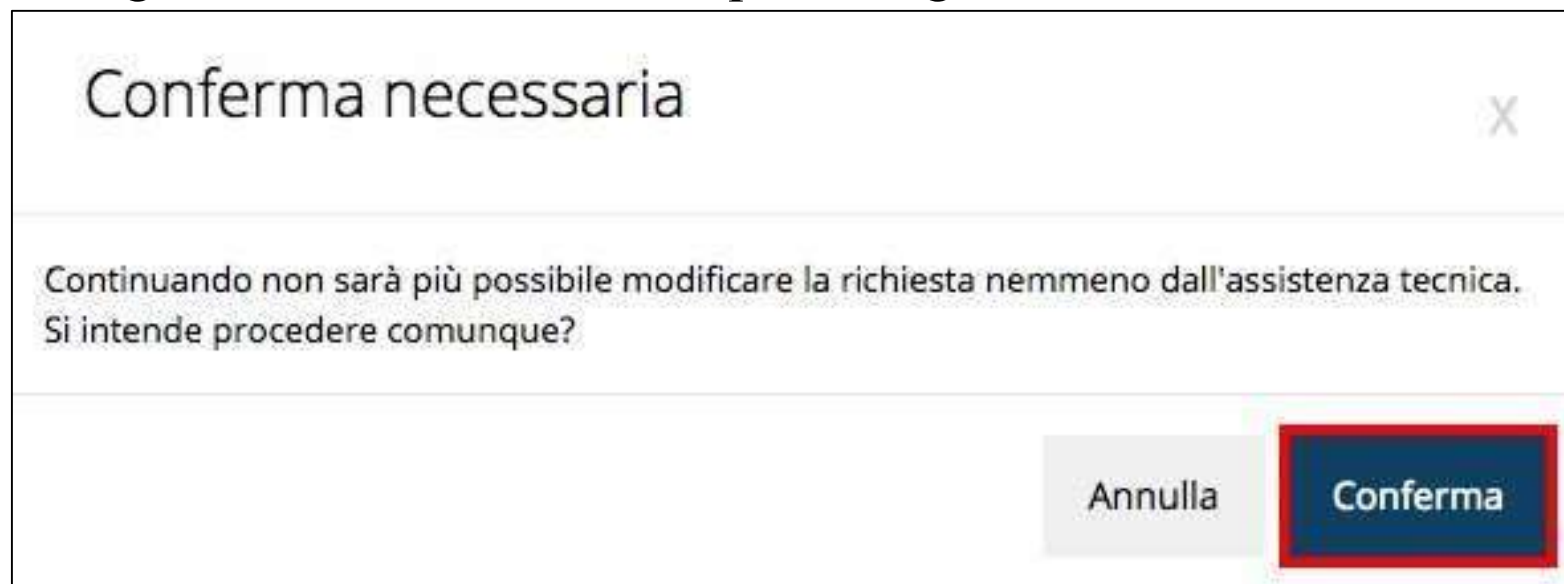 Conferma necessaria
X
Continuando non sarà più possibile modificare la richiesta nemmeno dall'assistenza tecnica.
Si intende procedere comunque?
Annulla
Conferma